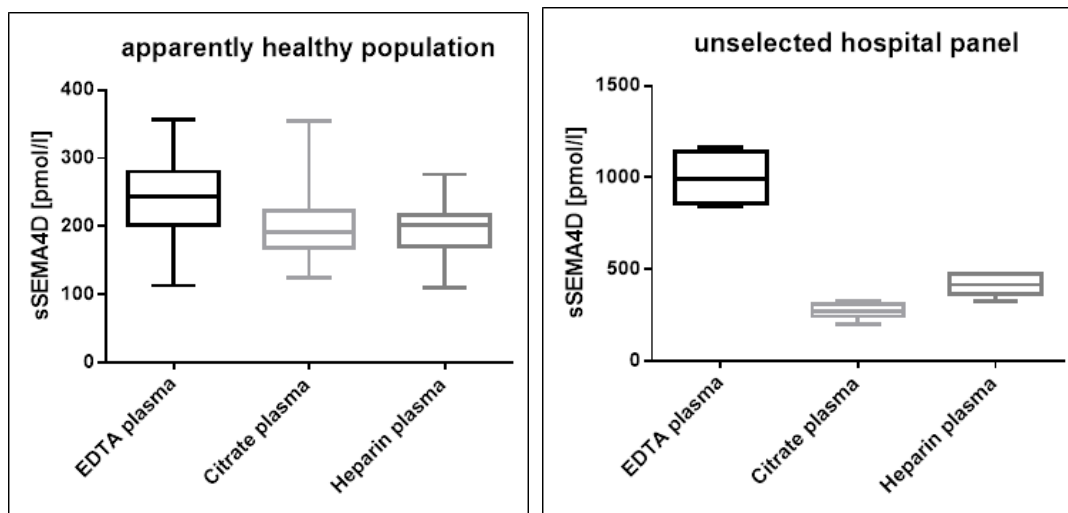 apparently healthy population
sSEMA4D [pmol/l]
400
300
200
100
0
EDTA plasma
Citrate plasma
Heparin plasma
unselected hospital panel
sSEMA4D [pmol/l]
1500
1000
500
0
EDTA plasma
Citrate plasma
Heparin plasma